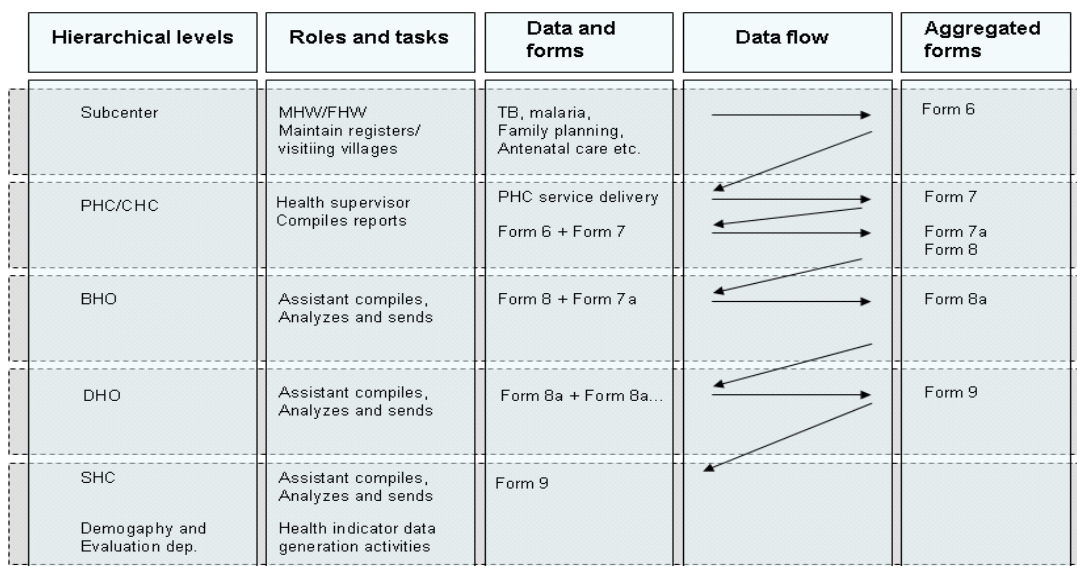 Hierarchical levels
Roles and tasks
Data and
forms
Data flow
Aggregated
forms
Subcenter
MHW/FHW
Maintain registers/
visitiing villages
TB, malaria,
Family planning,
Antenatal care etc.
Form 6
PHC/CHC
Health supervisor
Compiles reports
PHC service delivery
Form 6 + Form 7
Form 7
Form 7a
Form 8
BHO
Assistant compiles,
Analyzes and sends
Form 8 + Form 7a
Form 8a
DHO
Assistant compiles,
Analyzes and sends
Form 8a + Form 8a...
Form 9
SHC
Assistant compiles,
Analyzes and sends
Form 9
Demogaphy and
Evaluation dep.
Health indicator data
generation activities